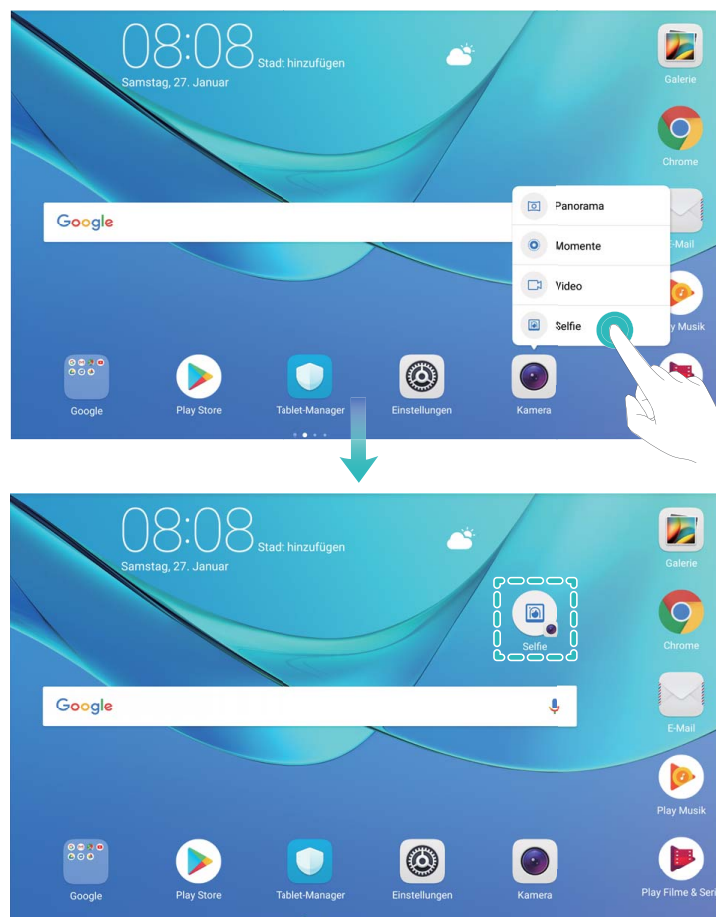 08:08 Stad: hinzufügen
Samstag, 27. Januar
Galerie
Chrome
Google
Panorama
Momente
Video
Selfie
E-Mail
y Musik
Google
Play Store
Tablet-Manager
Einstellungen
Kamera
08:08 Stad: hinzufügen
Samstag, 27. Januar
Galerie
Selfie
Chrome
Google
E-Mail
Play Musik
Google
Play Store
Tablet-Manager
Einstellungen
Kamera
Play Filme & Seri